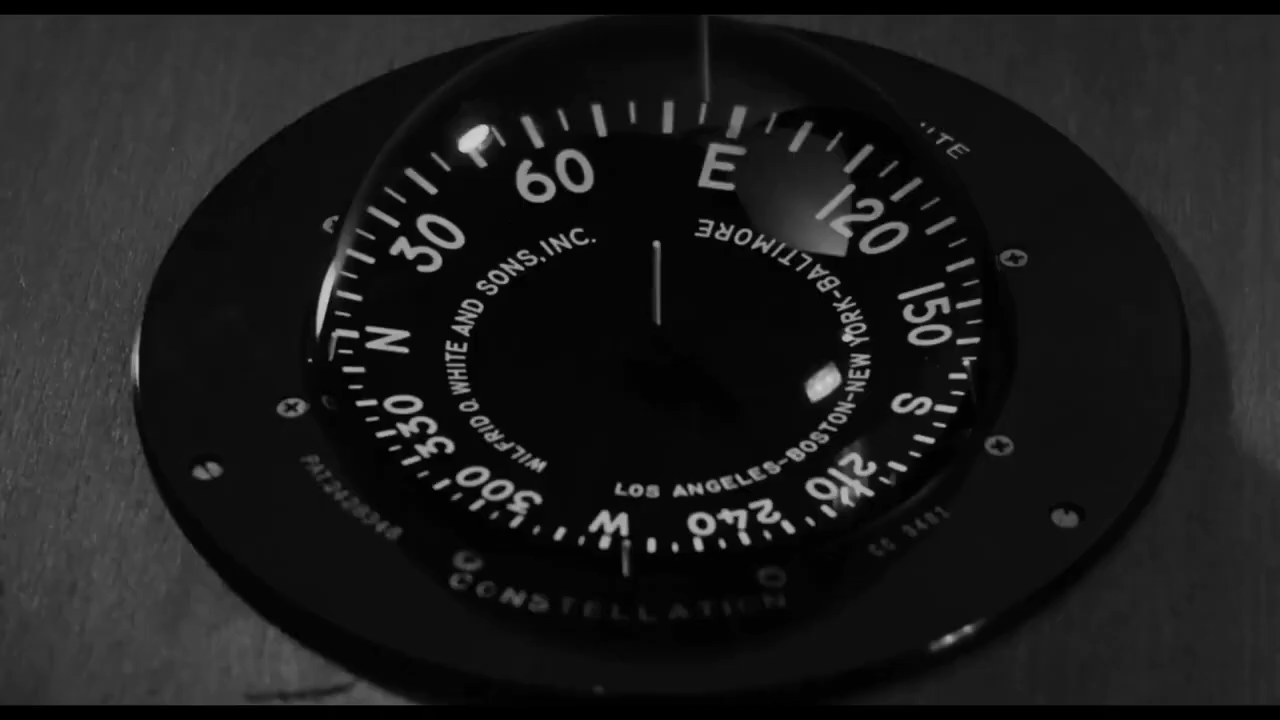 N
30
60
E
120
150
S
210
240
W
300
330
WILFRID O. WHITE AND SONS, INC.
LOS ANGELES-BOSTON-NEW YORK-BALTIMORE
CONSTELLATION